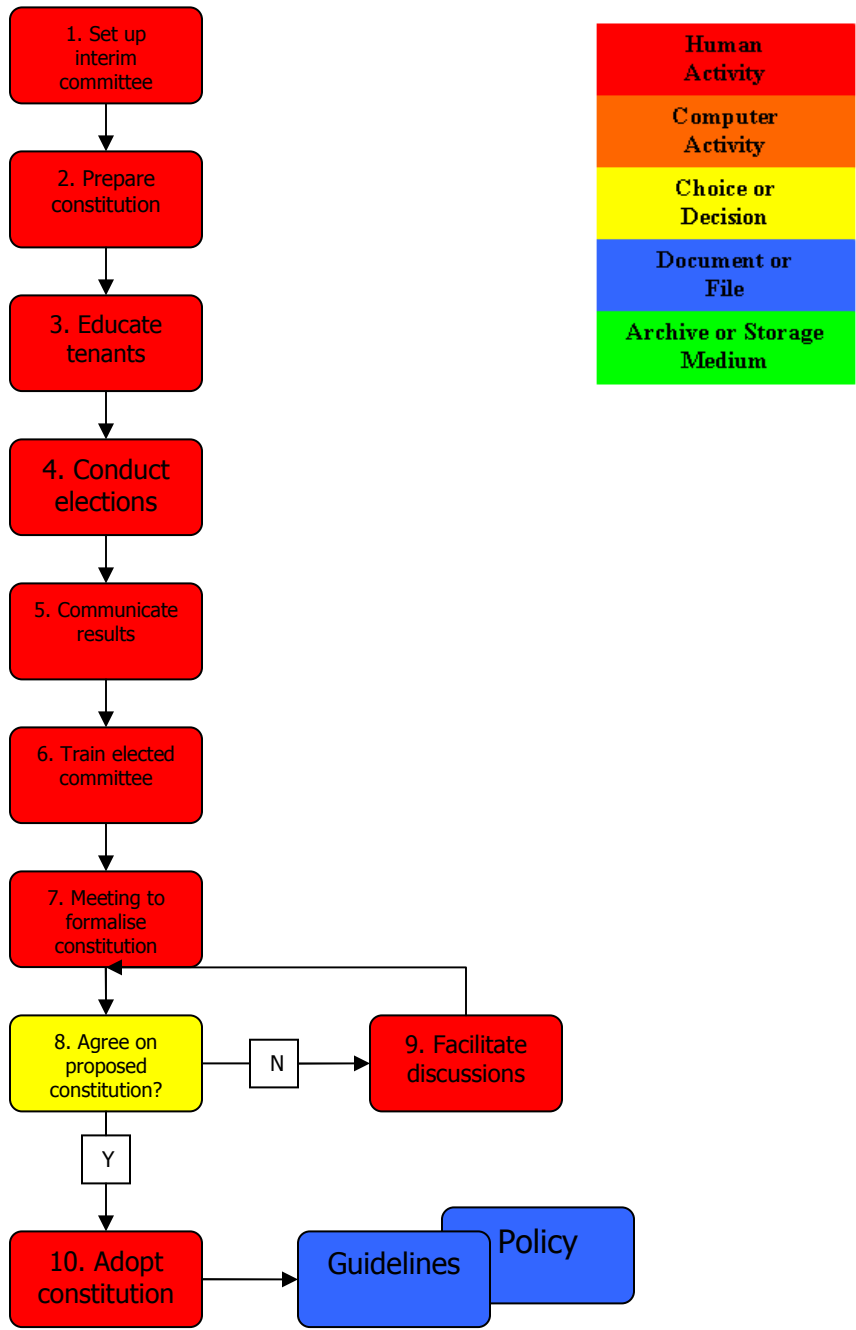 1. Set up
interim
committee
2. Prepare
constitution
3. Educate
tenants
4. Conduct
elections
5. Communicate
results
6. Train elected
committee
7. Meeting to
formalise
constitution
8. Agree on
proposed
constitution?
N
9. Facilitate
discussions
Y
10. Adopt
constitution
Guidelines
Policy
Human
Activity
Computer
Activity
Choice or
Decision
Document or
File
Archive or Storage
Medium